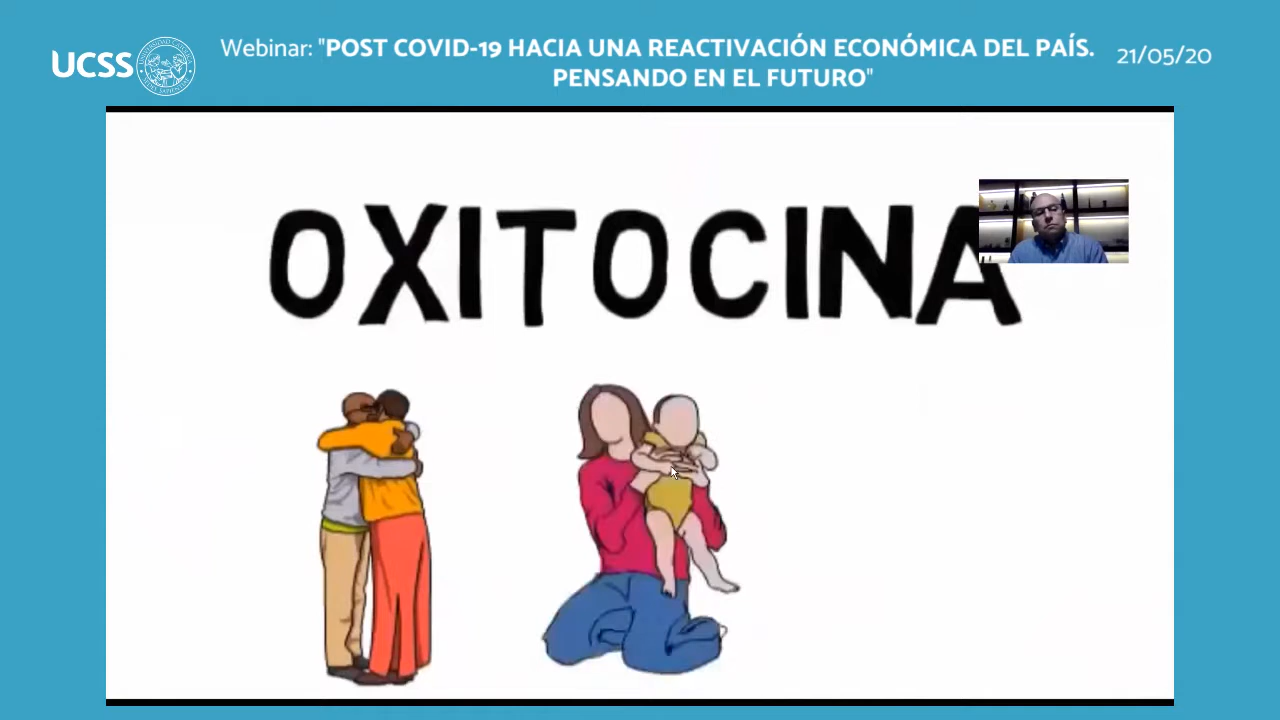 UCSS
Webinar: "POST COVID-19 HACIA UNA REACTIVACIÓN ECONÓMICA DEL PAÍS.
PENSANDO EN EL FUTURO"
21/05/20
OXITOCINA